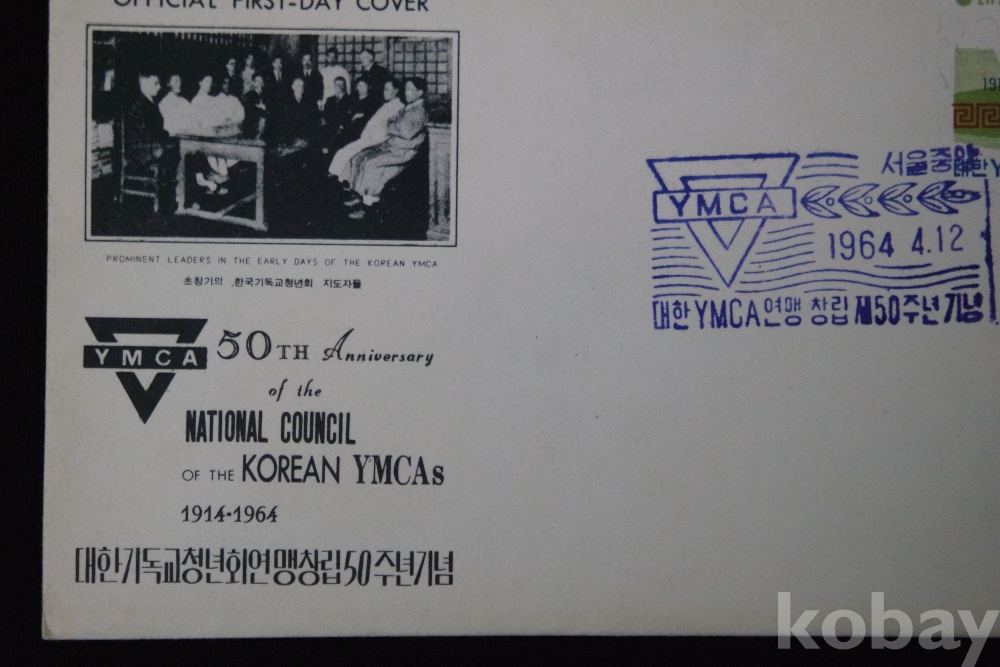 OFFICIAL FIRST-DAY COVER
PROMINENT LEADERS IN THE EARLY DAYS OF THE KOREAN YMCA
초창기의 한국기독교청년회 지도자들
YMCA
50TH Anniversary
of the
NATIONAL COUNCIL
OF THE KOREAN YMCAs
1914-1964
대한기독교청년회연맹창립50주년기념
서울중앙
YMCA
1964 4.12
대한YMCA연맹 창립 제50주년기념
kobay